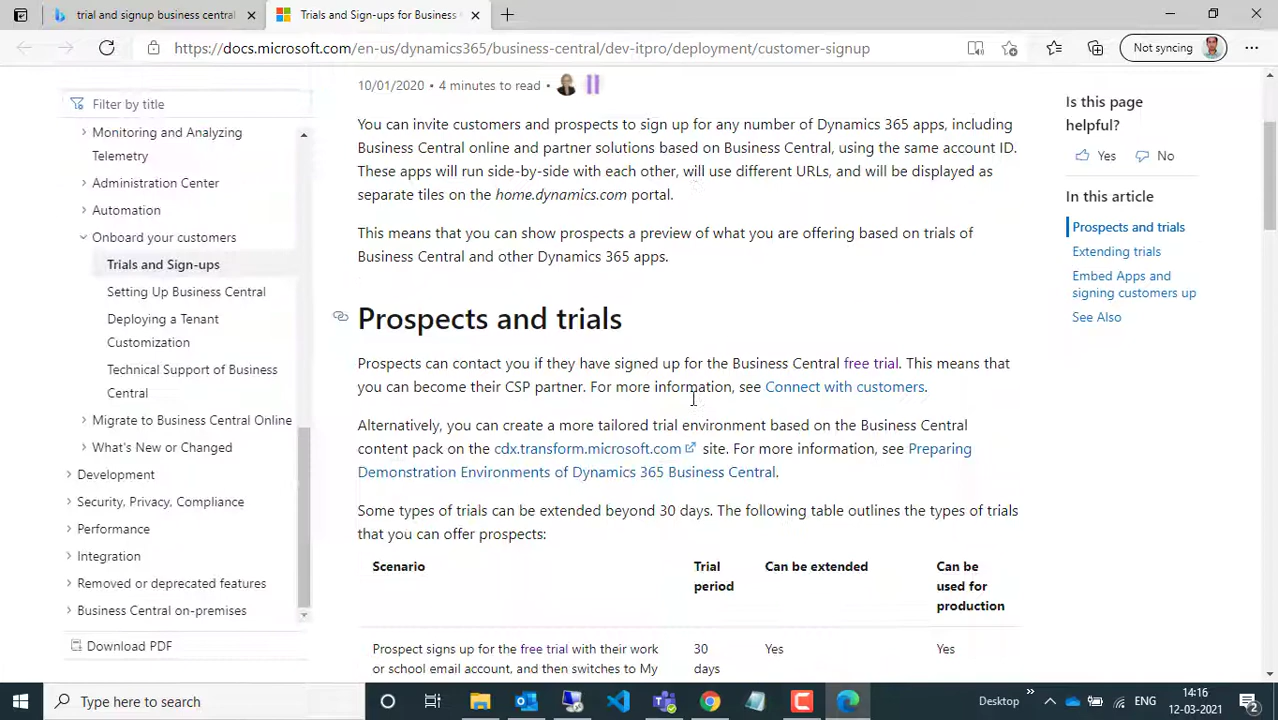 trial and signup business central
Trials and Sign-ups for Business
https://docs.microsoft.com/en-us/dynamics365/business-central/dev-itpro/deployment/customer-signup
Not syncing
Filter by title
Monitoring and Analyzing
Telemetry
Administration Center
Automation
Onboard your customers
Trials and Sign-ups
Setting Up Business Central
Deploying a Tenant
Customization
Technical Support of Business
Central
Migrate to Business Central Online
What's New or Changed
Development
Security, Privacy, Compliance
Performance
Integration
Removed or deprecated features
Business Central on-premises
Download PDF
10/01/2020 • 4 minutes to read
You can invite customers and prospects to sign up for any number of Dynamics 365 apps, including
Business Central online and partner solutions based on Business Central, using the same account ID.
These apps will run side-by-side with each other, will use different URLs, and will be displayed as
separate tiles on the home.dynamics.com portal.
This means that you can show prospects a preview of what you are offering based on trials of
Business Central and other Dynamics 365 apps.
Prospects and trials
Prospects can contact you if they have signed up for the Business Central free trial. This means that
you can become their CSP partner. For more information, see Connect with customers.
Alternatively, you can create a more tailored trial environment based on the Business Central
content pack on the cdx.transform.microsoft.com site. For more information, see Preparing
Demonstration Environments of Dynamics 365 Business Central.
Some types of trials can be extended beyond 30 days. The following table outlines the types of trials
that you can offer prospects:
Scenario
Trial
period
Can be extended
Can be
used for
production
Prospect signs up for the free trial with their work
or school email account, and then switches to My
30
days
Yes
Yes
Is this page
helpful?
Yes
No
In this article
Prospects and trials
Extending trials
Embed Apps and
signing customers up
See Also
Type here to search
Desktop
ENG
14:16
12-03-2021
2